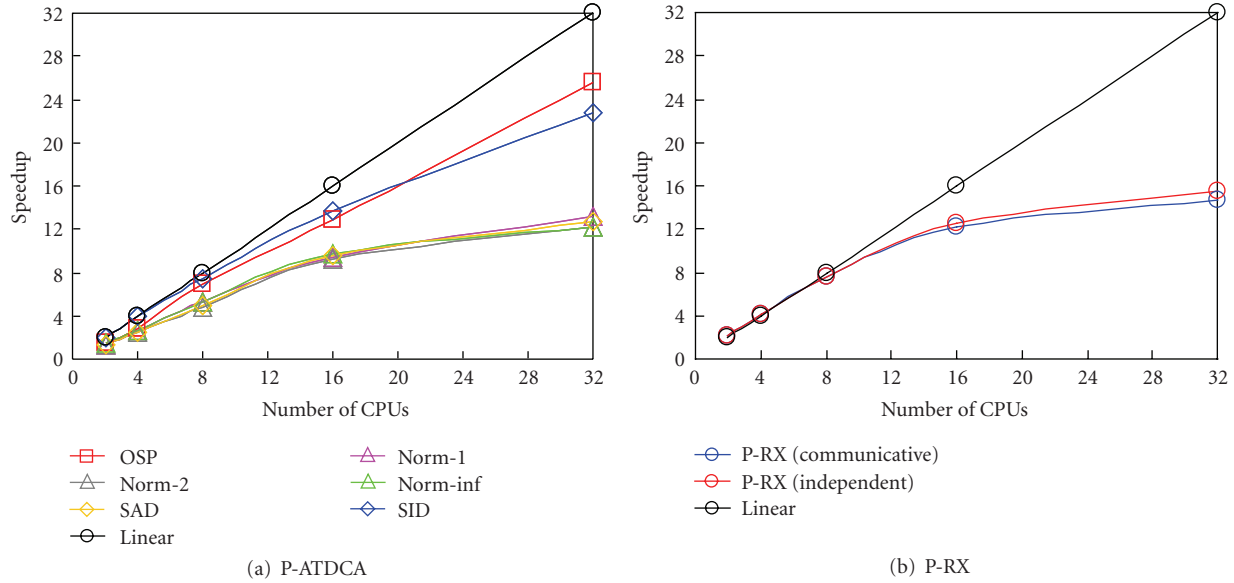 32
28
24
20
16
12
8
4
0
Speedup
0 4 8 12 16 20 24 28 32
Number of CPUs
OSP
Norm-2
SAD
Linear
Norm-1
Norm-inf
SID
(a) P-ATDCA
32
28
24
20
16
12
8
4
0
Speedup
0 4 8 12 16 20 24 28 32
Number of CPUs
P-RX (communicative)
P-RX (independent)
Linear
(b) P-RX